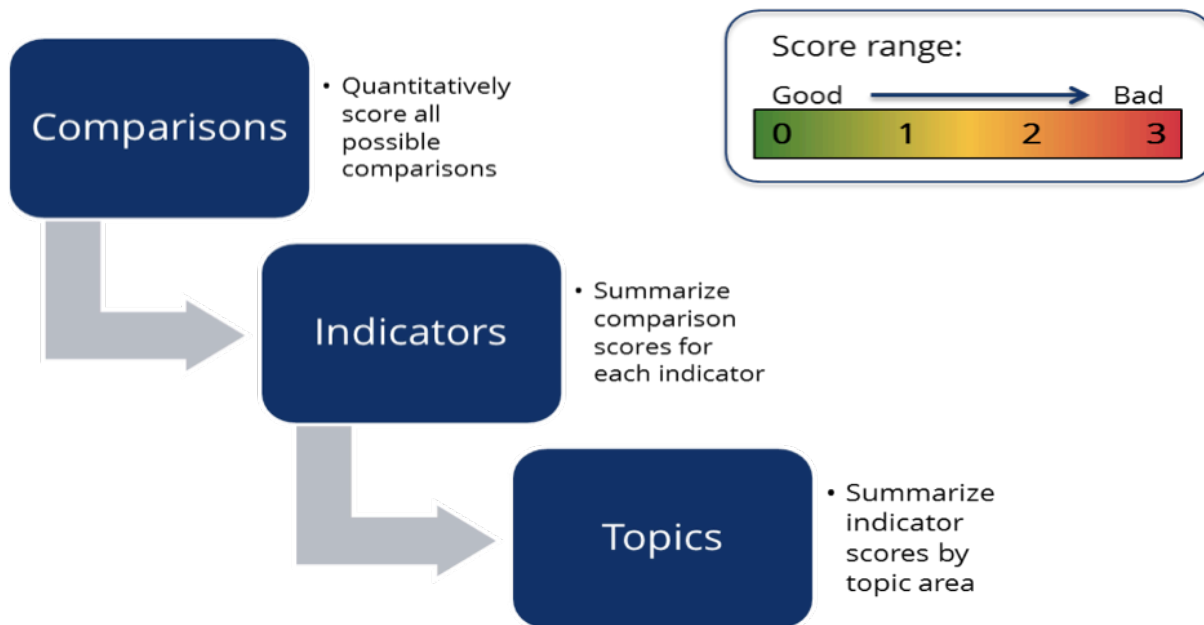 Comparisons
• Quantitatively
score all
possible
comparisons
Score range:
Good Bad
0 1 2 3
Indicators
• Summarize
comparison
scores for
each indicator
Topics
• Summarize
indicator
scores by
topic area